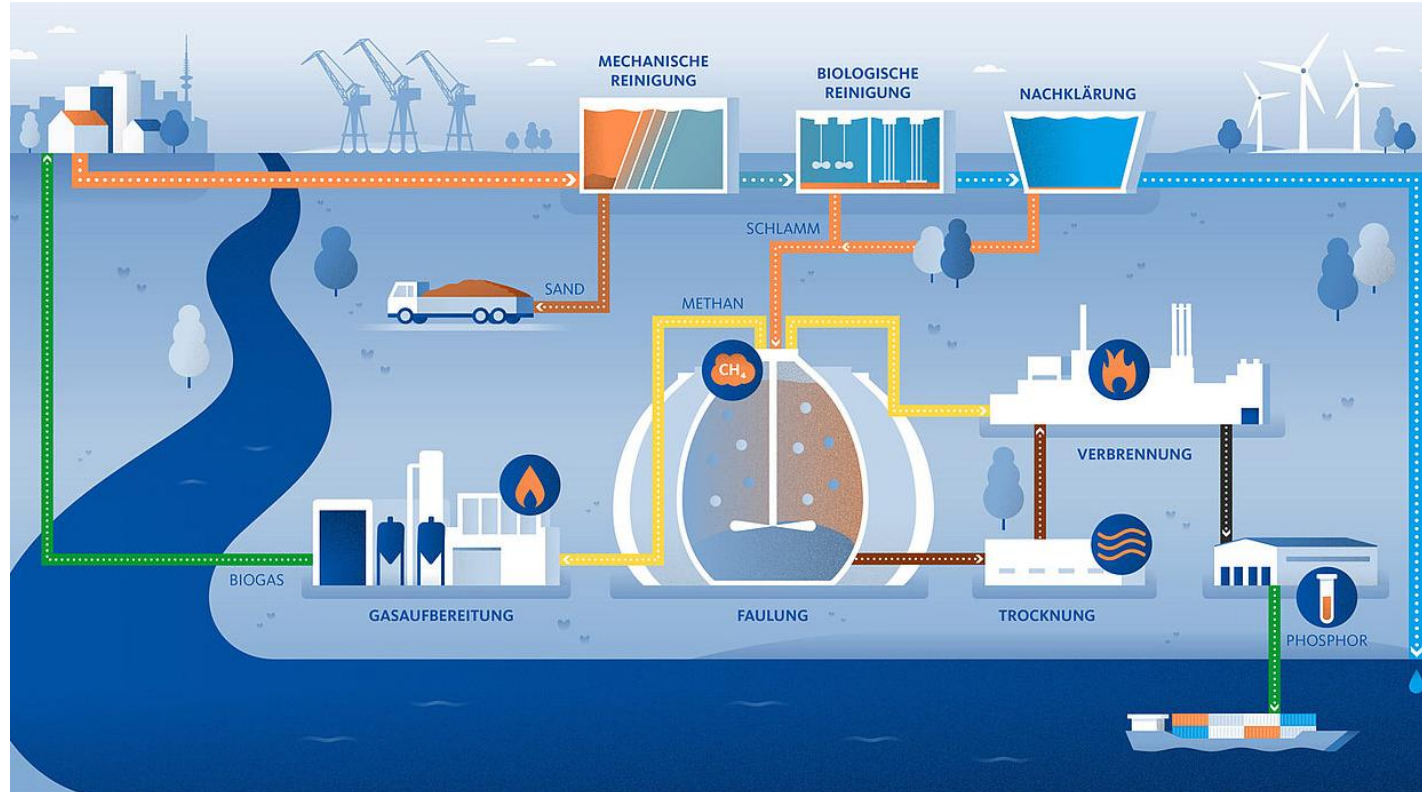 MECHANISCHE
REINIGUNG
BIOLOGISCHE
REINIGUNG
NACHKLÄRUNG
SCHLAMM
SAND
METHAN
CH₄
VERBRENNUNG
BIOGAS
GASAUFBEREITUNG
FAULUNG
TROCKNUNG
PHOSPHOR